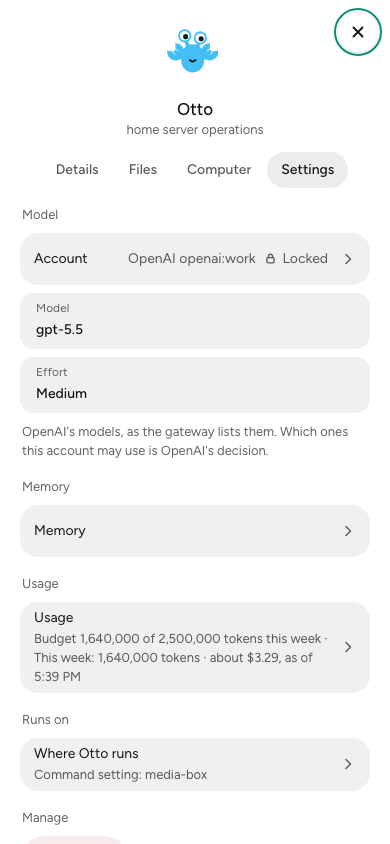 Otto
home server operations
Details Files Computer Settings
Model
Account OpenAI openai:work Locked
Model
gpt-5.5
Effort
Medium
OpenAI's models, as the gateway lists them. Which ones
this account may use is OpenAI's decision.
Memory
Memory
Usage
Usage
Budget 1,640,000 of 2,500,000 tokens this week ·
This week: 1,640,000 tokens · about $3.29, as of
5:39 PM
Runs on
Where Otto runs
Command setting: media-box
Manage